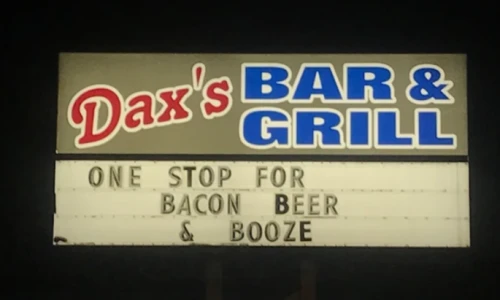 Dax's BAR &
GRILL
ONE STOP FOR
BACON BEER
& BOOZE